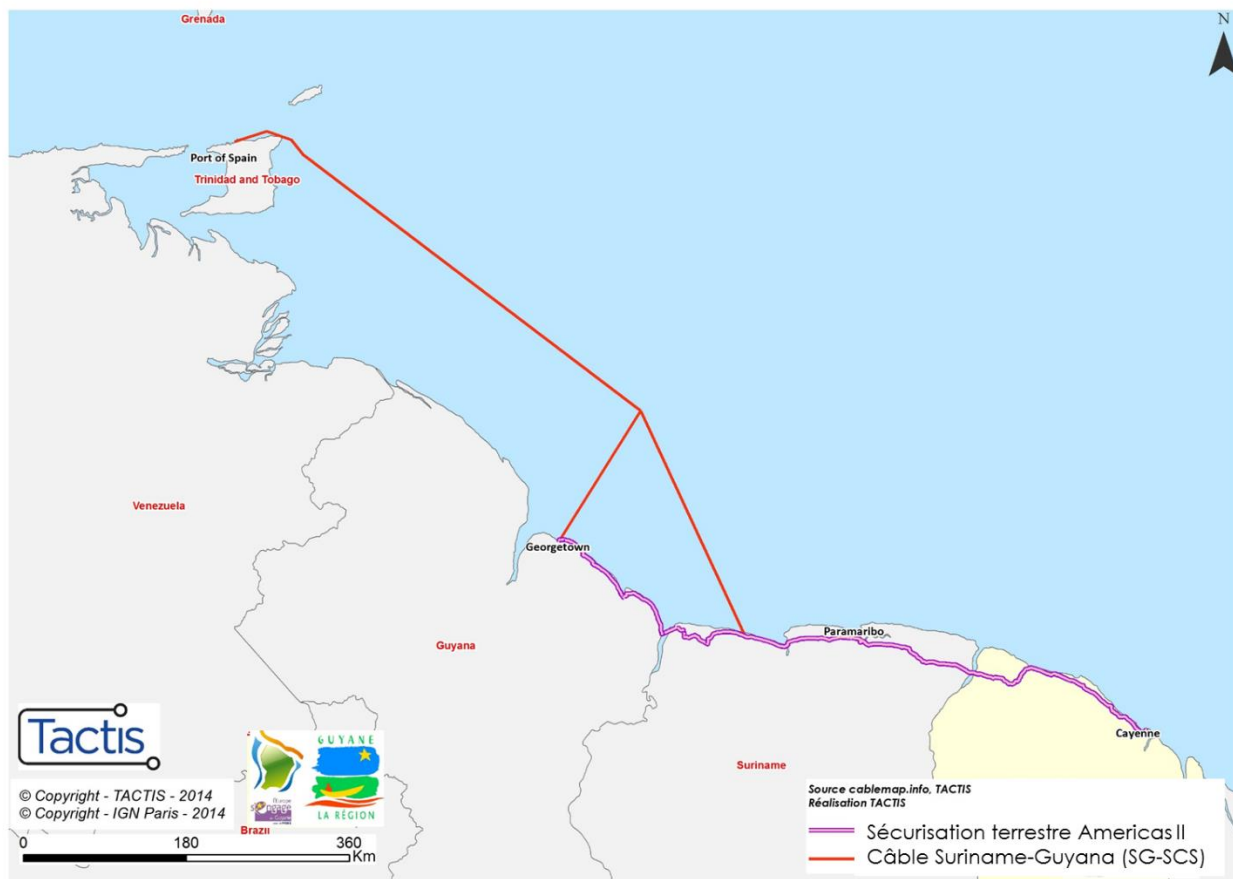 Grenada
N
Port of Spain
Trinidad and Tobago
Venezuela
Georgetown
Guyana
Paramaribo
Cayenne
Suriname
Tactis
GUYANE
LA RÉGION
© Copyright - TACTIS - 2014
© Copyright - IGN Paris - 2014
Brazil
0 180 360
Km
Source cablemap.info, TACTIS
Réalisation TACTIS
Sécurisation terrestre Americas II
Câble Suriname-Guyana (SG-SCS)